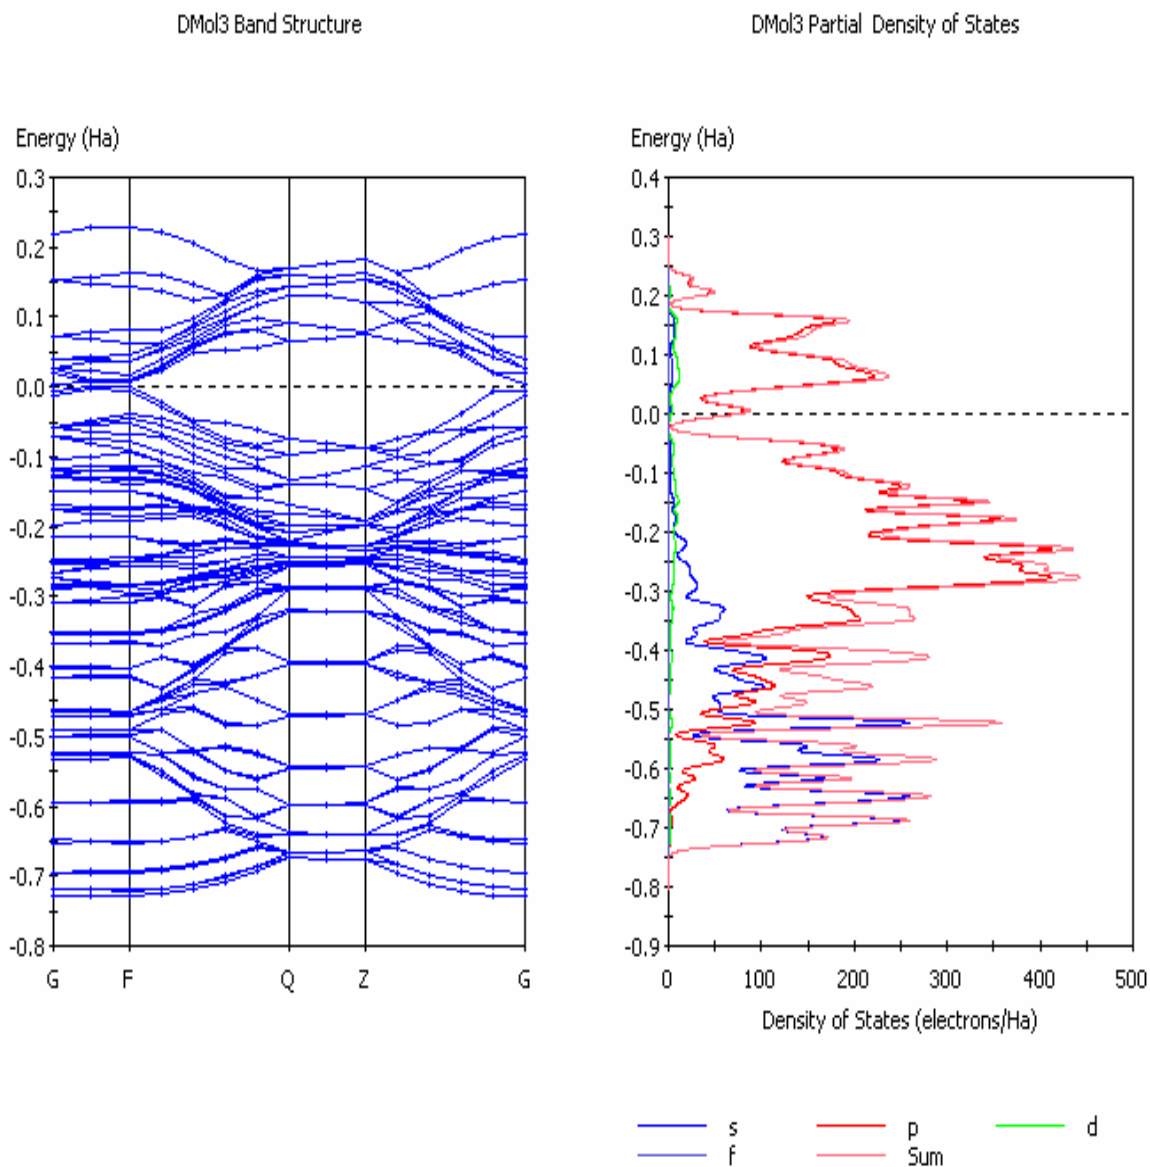 DMol3 Band Structure
Energy (Ha)
0.3
0.2
0.1
0.0
-0.1
-0.2
-0.3
-0.4
-0.5
-0.6
-0.7
-0.8
G F Q Z G
DMol3 Partial Density of States
Energy (Ha)
0.4
0.3
0.2
0.1
0.0
-0.1
-0.2
-0.3
-0.4
-0.5
-0.6
-0.7
-0.8
-0.9
0 100 200 300 400 500
Density of States (electrons/Ha)
s p d
f Sum